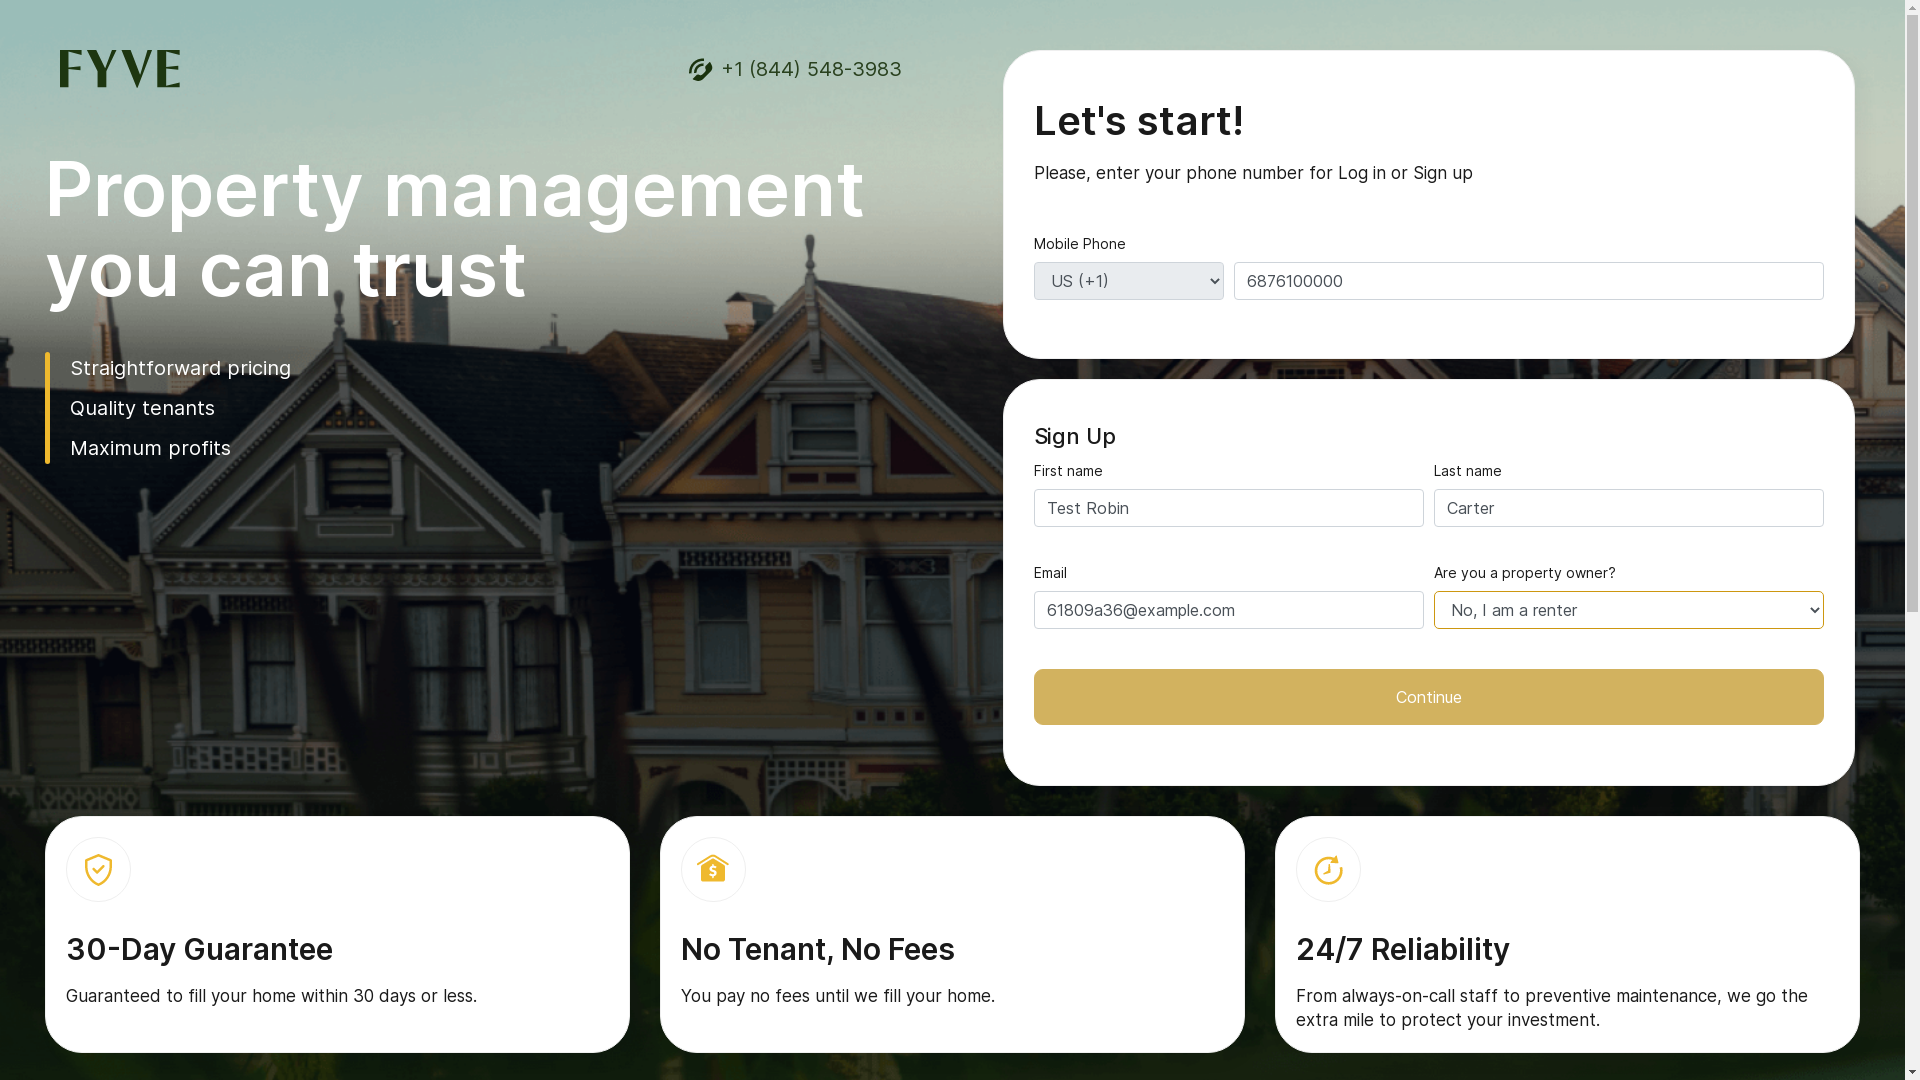 FYVE
+1 (844) 548-3983
Property management
you can trust
Straightforward pricing
Quality tenants
Maximum profits
Let's start!
Please, enter your phone number for Log in or Sign up
Mobile Phone
US (+1)
6876100000
Sign Up
First name
Last name
Test Robin
Carter
Email
Are you a property owner?
61809a36@example.com
No, I am a renter
Continue
30-Day Guarantee
Guaranteed to fill your home within 30 days or less.
No Tenant, No Fees
You pay no fees until we fill your home.
24/7 Reliability
From always-on-call staff to preventive maintenance, we go the
extra mile to protect your investment.